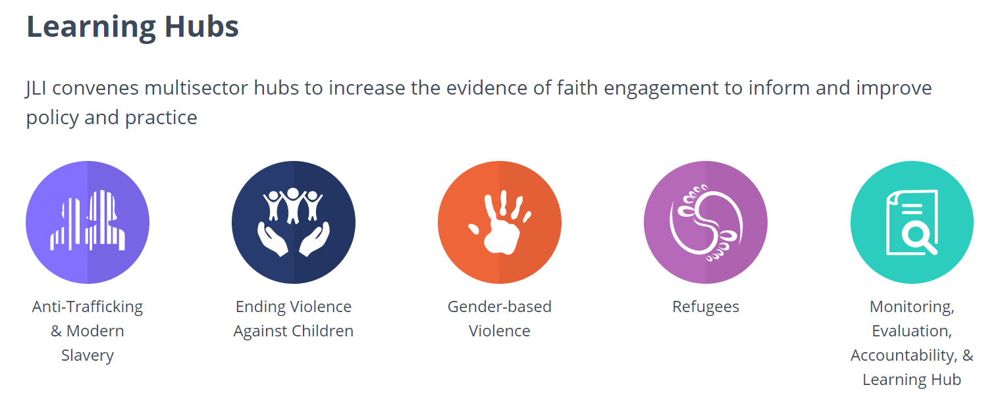 Learning Hubs
JLI convenes multisector hubs to increase the evidence of faith engagement to inform and improve
policy and practice
Anti-Trafficking
& Modern
Slavery
Ending Violence
Against Children
Gender-based
Violence
Refugees
Monitoring,
Evaluation,
Accountability, &
Learning Hub